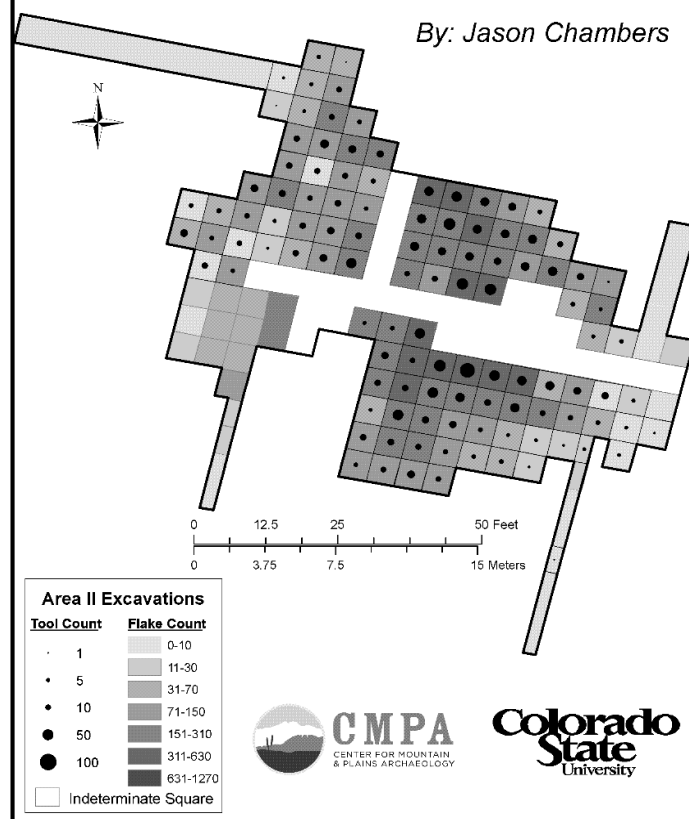 By: Jason Chambers
N
0 12.5 25 50 Feet
0 3.75 7.5 15 Meters
Area II Excavations
Tool Count Flake Count
1
5
10
50
100
0-10
11-30
31-70
71-150
151-310
311-630
631-1270
Indeterminate Square
CMPA
CENTER FOR MOUNTAIN
& PLAINS ARCHAEOLOGY
Colorado
State
University